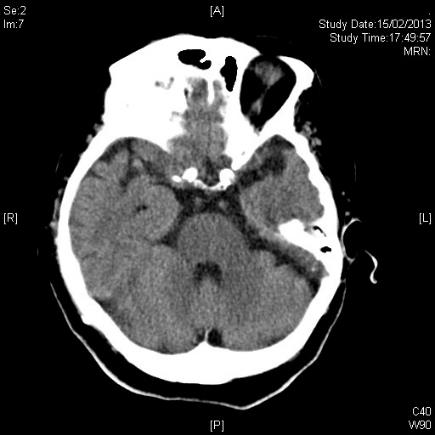 Se:2
Im:7
[A]
.
Study Date:15/02/2013
Study Time:17:49:57
MRN:
[R]
[L]
[P]
C40
W90